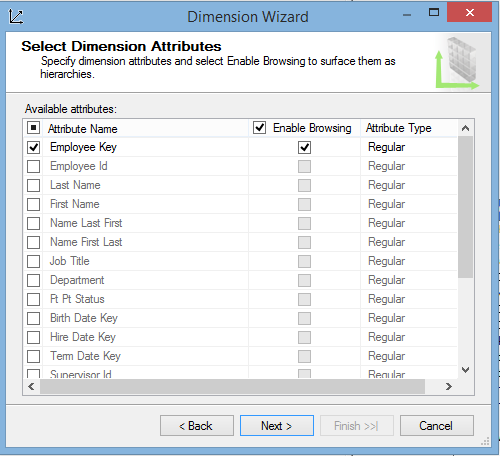 Dimension Wizard
Select Dimension Attributes
Specify dimension attributes and select Enable Browsing to surface them as
hierarchies.
Available attributes:
Attribute Name Enable Browsing Attribute Type
Employee Key Regular
Employee Id Regular
Last Name Regular
First Name Regular
Name Last First Regular
Name First Last Regular
Job Title Regular
Department Regular
Ft Pt Status Regular
Birth Date Key Regular
Hire Date Key Regular
Term Date Key Regular
Supervisor Id Regular
< Back Next > Finish >>| Cancel